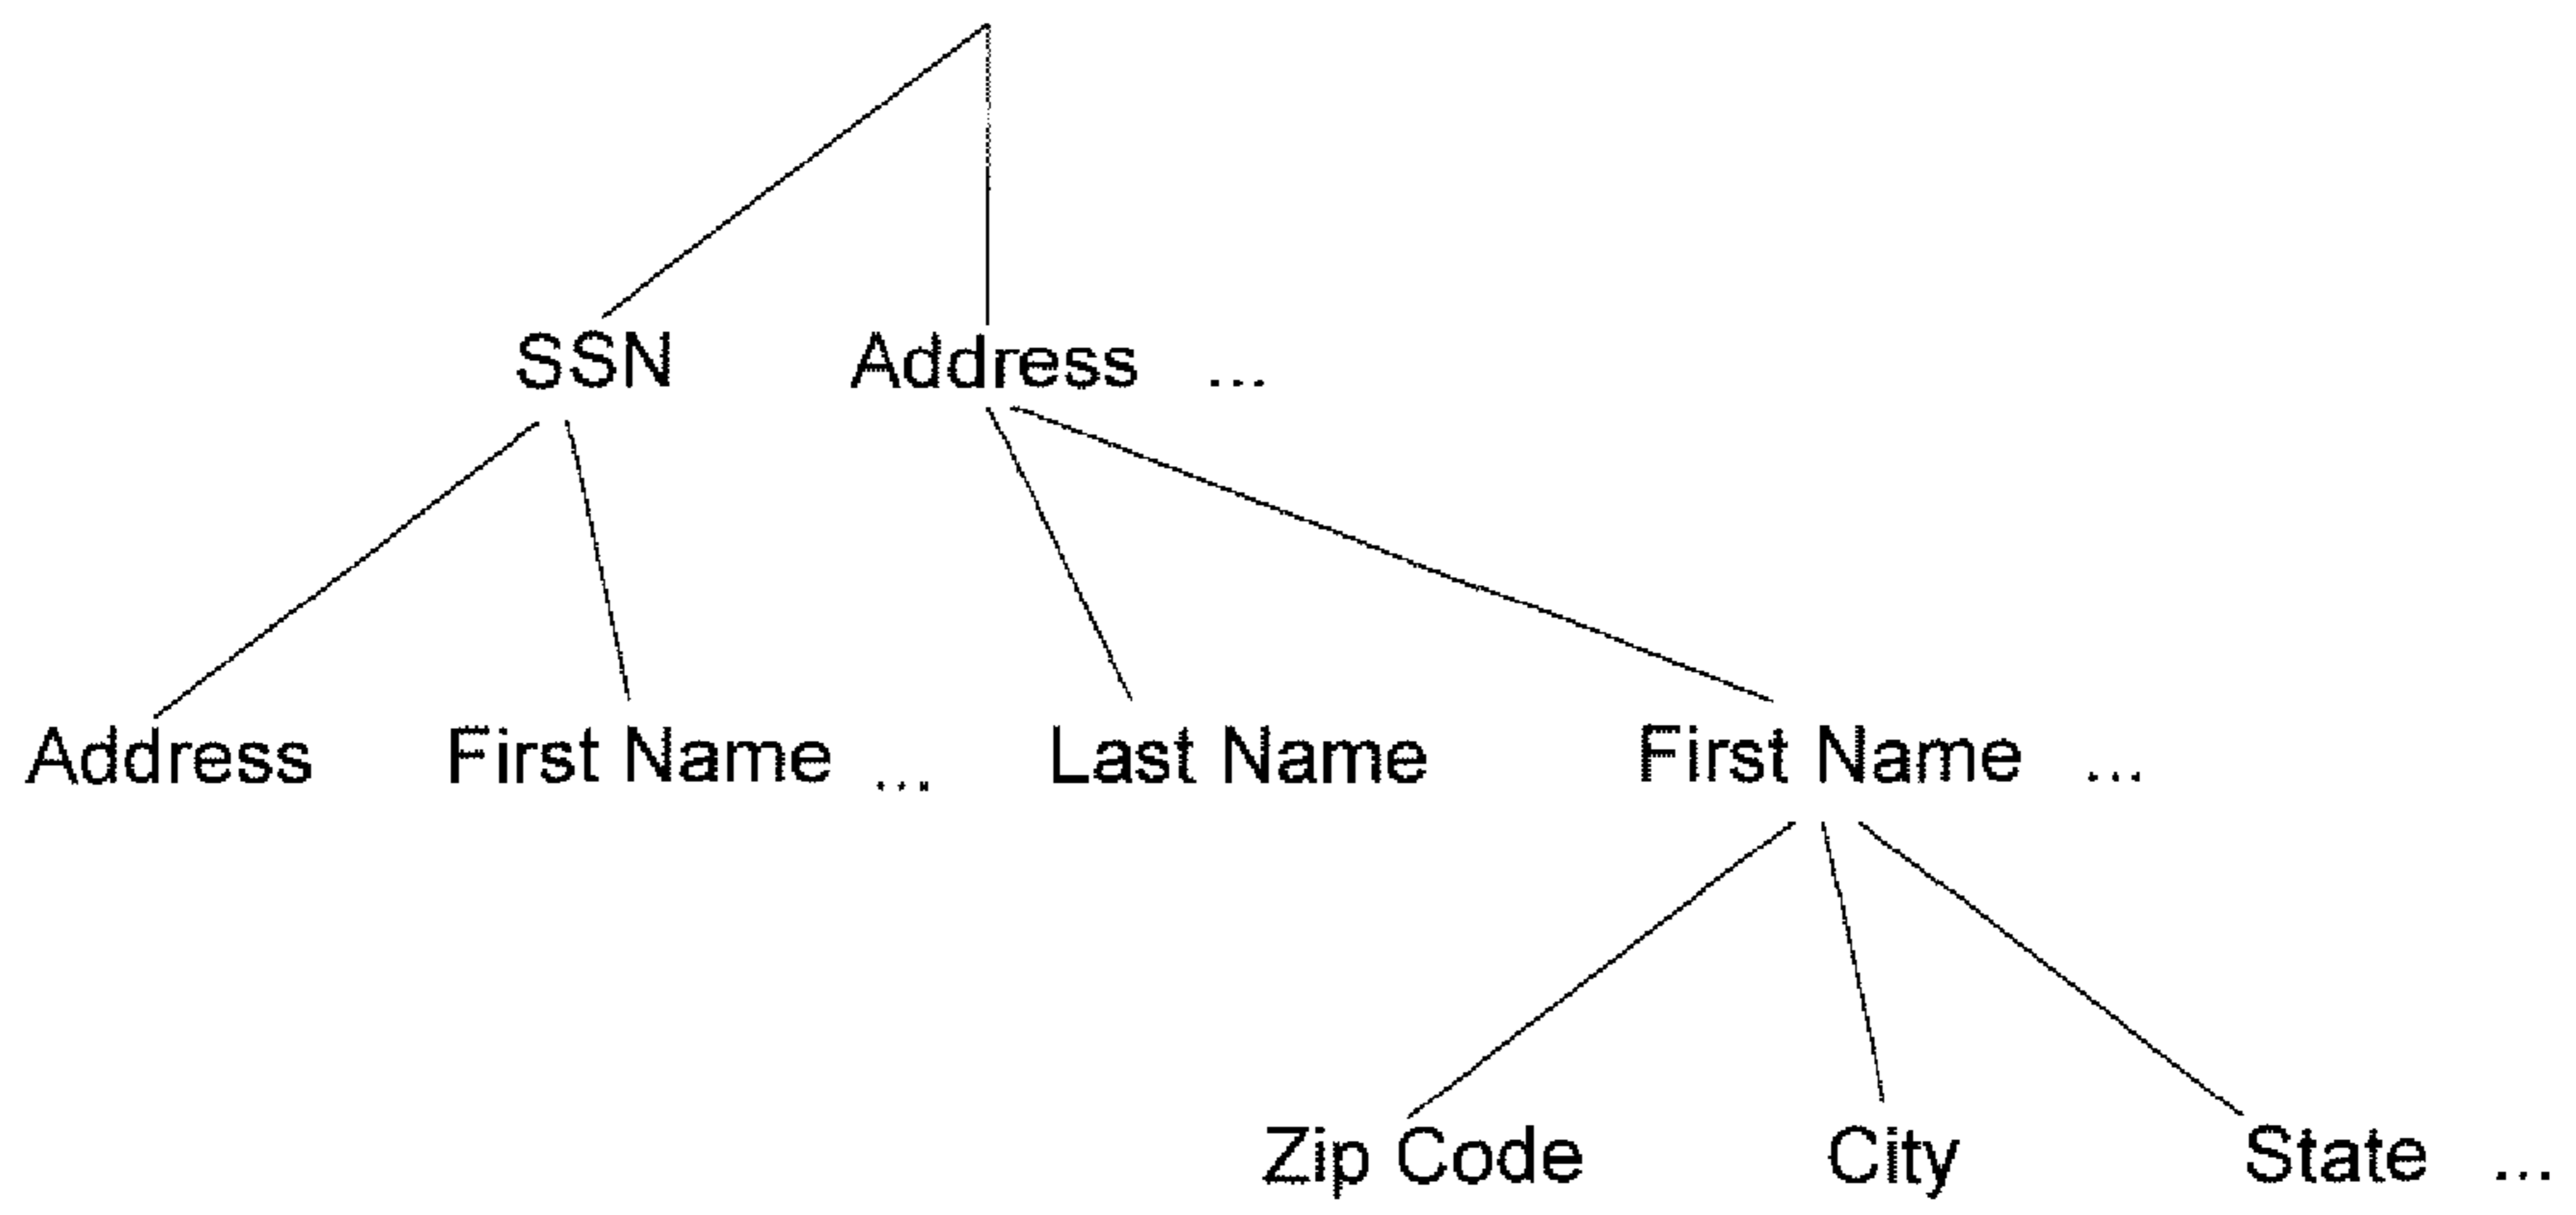 SSN Address ...
Address First Name ... Last Name First Name ...
Zip Code City State ...